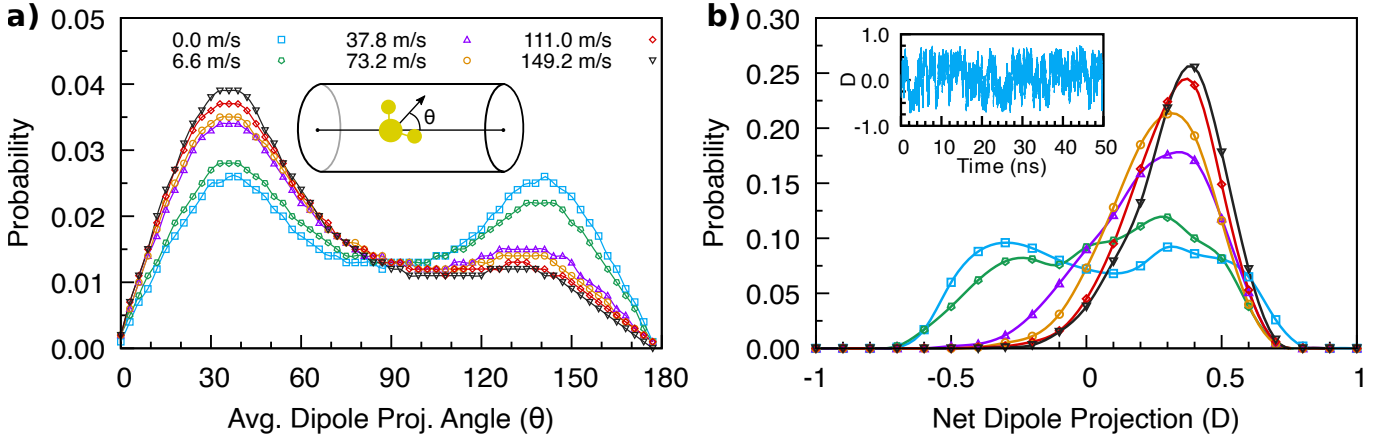 a)
0.05
0.04
0.03
0.02
0.01
0.00
Probability
0.0 m/s
37.8 m/s
111.0 m/s
6.6 m/s
73.2 m/s
149.2 m/s
θ
0 30 60 90 120 150 180
Avg. Dipole Proj. Angle (θ)
b)
0.30
0.25
0.20
0.15
0.10
0.05
0.00
Probability
1.0
0.0
-1.0
D
0 10 20 30 40 50
Time (ns)
-1 -0.5 0 0.5 1
Net Dipole Projection (D)